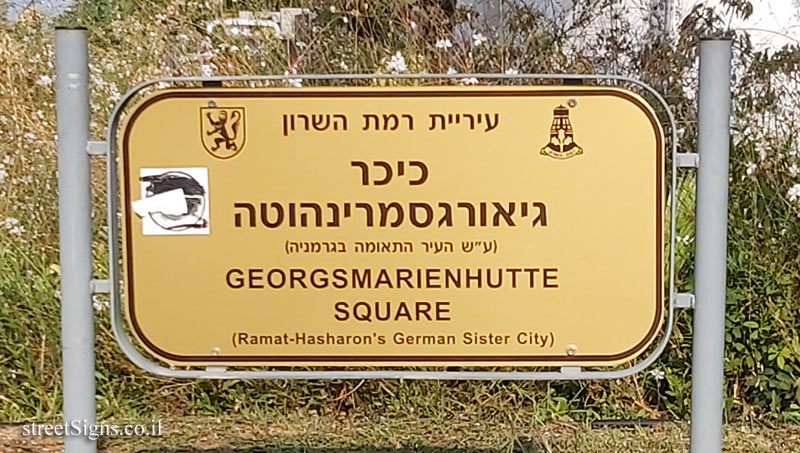 עיריית רמת השרון
כיכר
גיאורגסמרינהוטה
(ע"ש העיר התאומה בגרמניה)
GEORGSMARIENHUTTE
SQUARE
(Ramat-Hasharon's German Sister City)
streetSigns.co.il